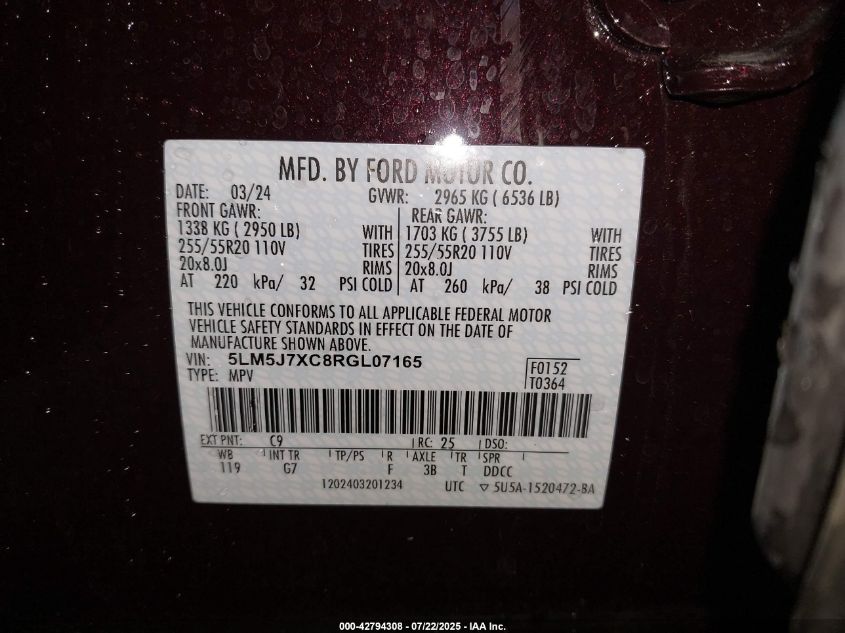 MFD. BY FORD MOTOR CO.
DATE: 03/24 GVWR: 2965 KG ( 6536 LB)
FRONT GAWR: REAR GAWR:
1338 KG ( 2950 LB) WITH 1703 KG ( 3755 LB) WITH
255/55R20 110V TIRES 255/55R20 110V TIRES
20x8.0J RIMS 20x8.0J RIMS
AT 220 kPa/ 32 PSI COLD AT 260 kPa/ 38 PSI COLD
THIS VEHICLE CONFORMS TO ALL APPLICABLE FEDERAL MOTOR
VEHICLE SAFETY STANDARDS IN EFFECT ON THE DATE OF
MANUFACTURE SHOWN ABOVE.
VIN: 5LM5J7XC8RGL07165 F0152
TYPE: MPV T0364
EXT PNT: C9 RC: 25 DSO:
WB INT TR TP/PS R AXLE TR SPR
119 G7 F 3B T DDCC
1202403201234 UTC ▽ 5U5A-1520472-BA
000-42794308 - 07/22/2025 - IAA Inc.